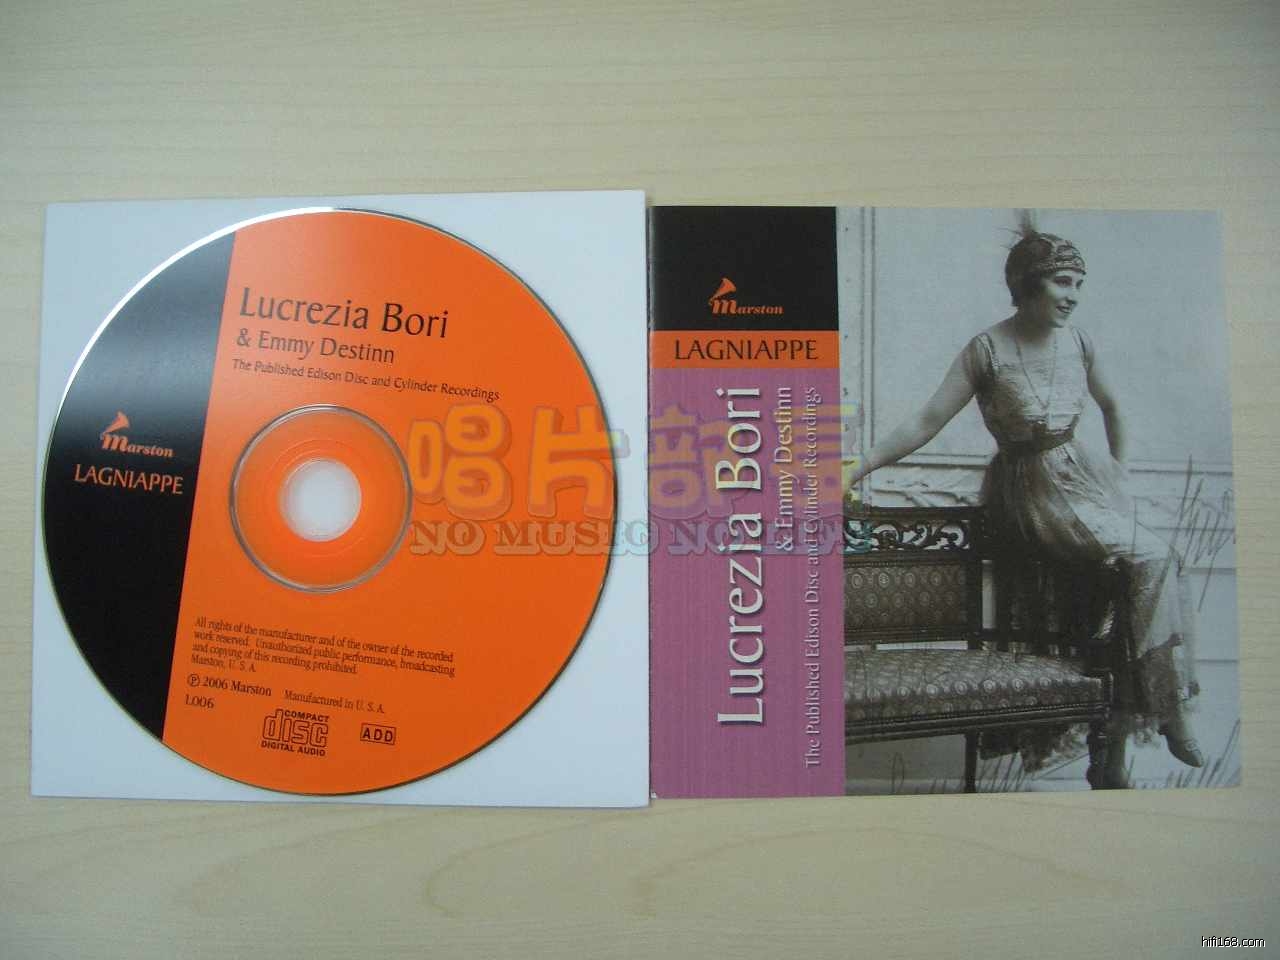 Lucrezia Bori
& Emmy Destinn
The Published Edison Disc and Cylinder Recordings
Marston
LAGNIAPPE
All rights of the manufacturer and of the owner of the recorded
work reserved. Unauthorized public performance, broadcasting
and copying of this recording prohibited.
Marston, U. S. A.
℗ 2006 Marston
Manufactured in U. S. A.
L006
COMPACT
disc
DIGITAL AUDIO
ADD
Marston
LAGNIAPPE
Lucrezia Bori
& Emmy Destinn
The Published Edison Disc and Cylinder Recordings
唱片部長
NO MUSIC NO LIFE
hifi168.com